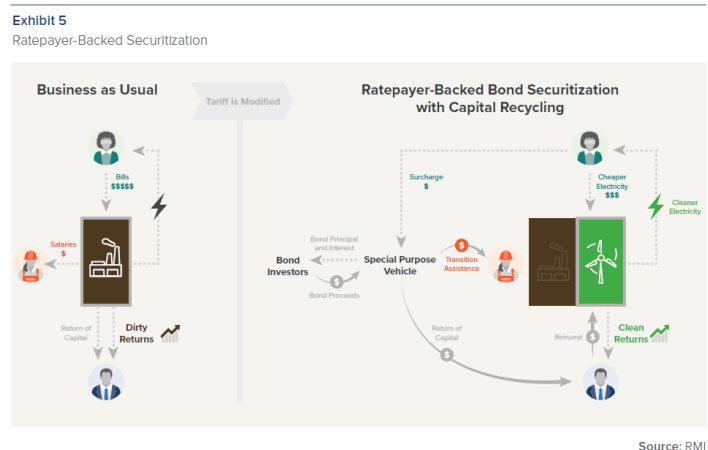 Exhibit 5
Ratepayer-Backed Securitization
Business as Usual
Tariff is Modified
Ratepayer-Backed Bond Securitization
with Capital Recycling
Bills
$$$$$
Salaries
$
Return of
Capital
Dirty
Returns
Surcharge
$
Cheaper
Electricity
$$$
Cleaner
Electricity
Bond Principal
and Interest
Bond
Investors
$
Bond Proceeds
Special Purpose
Vehicle
$
Transition
Assistance
Return of
Capital
$
Reinvest
$
Clean
Returns
Source: RMI